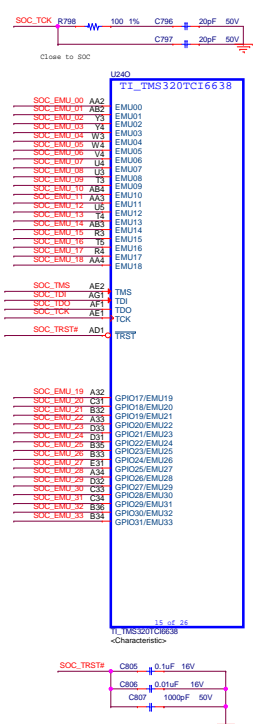 SOC_TCK R798 100 1% C796 20pF 50V
C797 20pF 50V
Close to SOC
U24O
TI_TMS320TCI6638
SOC_EMU_00 AA2 EMU00
SOC_EMU_01 AB2 EMU01
SOC_EMU_02 Y3 EMU02
SOC_EMU_03 Y4 EMU03
SOC_EMU_04 W3 EMU04
SOC_EMU_05 W4 EMU05
SOC_EMU_06 V4 EMU06
SOC_EMU_07 U4 EMU07
SOC_EMU_08 U3 EMU08
SOC_EMU_09 T3 EMU09
SOC_EMU_10 AB4 EMU10
SOC_EMU_11 AA3 EMU11
SOC_EMU_12 U5 EMU12
SOC_EMU_13 T4 EMU13
SOC_EMU_14 AB3 EMU14
SOC_EMU_15 R3 EMU15
SOC_EMU_16 T5 EMU16
SOC_EMU_17 R4 EMU17
SOC_EMU_18 AA4 EMU18
SOC_TMS AE2 TMS
SOC_TDI AG1 TDI
SOC_TDO AF1 TDO
SOC_TCK AE1 TCK
SOC_TRST# AD1 TRST
SOC_EMU_19 A32 GPIO17/EMU19
SOC_EMU_20 C31 GPIO18/EMU20
SOC_EMU_21 B32 GPIO19/EMU21
SOC_EMU_22 A33 GPIO20/EMU22
SOC_EMU_23 D33 GPIO21/EMU23
SOC_EMU_24 D31 GPIO22/EMU24
SOC_EMU_25 B35 GPIO23/EMU25
SOC_EMU_26 B33 GPIO24/EMU26
SOC_EMU_27 E31 GPIO25/EMU27
SOC_EMU_28 A34 GPIO26/EMU28
SOC_EMU_29 D32 GPIO27/EMU29
SOC_EMU_30 C33 GPIO28/EMU30
SOC_EMU_31 C34 GPIO29/EMU31
SOC_EMU_32 B36 GPIO30/EMU32
SOC_EMU_33 B34 GPIO31/EMU33
15 of 26
TI_TMS320TCI6638
<Characteristic>
SOC_TRST# C805 0.1uF 16V
C806 0.01uF 16V
C807 1000pF 50V